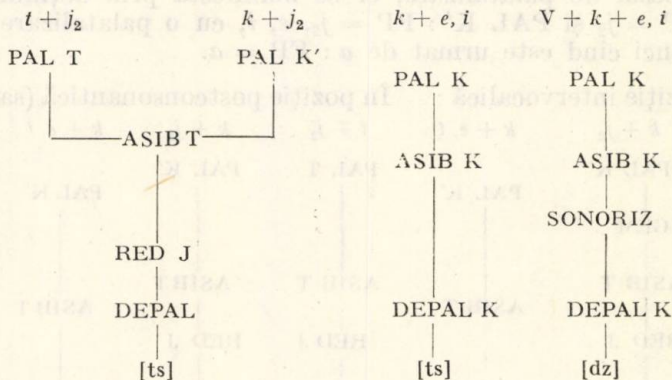 t + j₂ k + j₂ k + e, i V + k + e, i
PAL T PAL K′
PAL K PAL K
ASIB T
ASIB K ASIB K
SONORIZ
RED J
DEPAL DEPAL K DEPAL K
[ts] [ts] [dz]